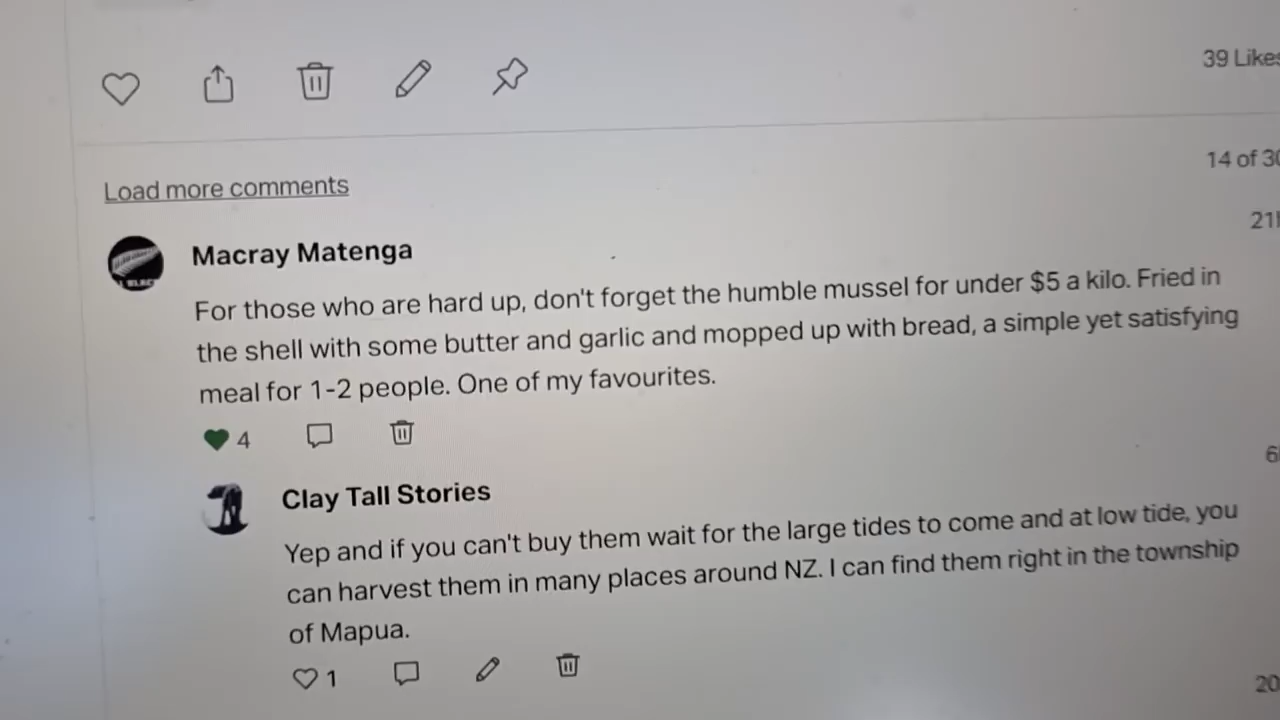 39 Likes
Load more comments
14 of 30
Macray Matenga
21h
For those who are hard up, don't forget the humble mussel for under $5 a kilo. Fried in
the shell with some butter and garlic and mopped up with bread, a simple yet satisfying
meal for 1-2 people. One of my favourites.
4
Clay Tall Stories
6
Yep and if you can't buy them wait for the large tides to come and at low tide, you
can harvest them in many places around NZ. I can find them right in the township
of Mapua.
1
20